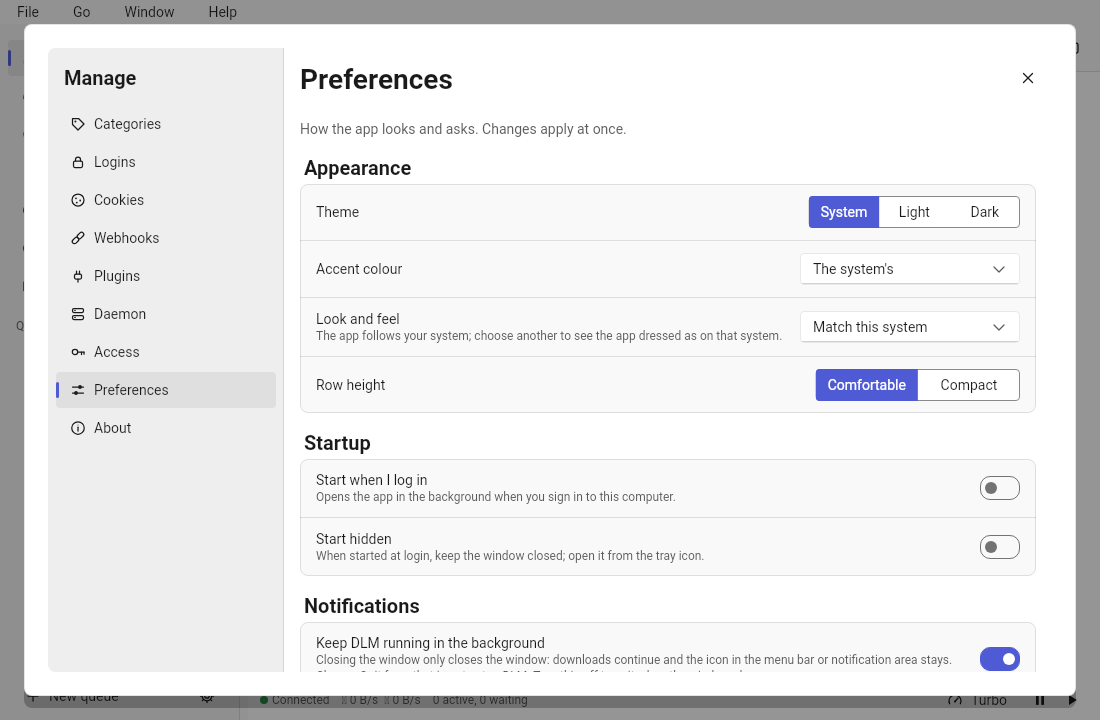 File Go Window Help
Manage
Categories
Logins
Cookies
Webhooks
Plugins
Daemon
Access
Preferences
About
Preferences
How the app looks and asks. Changes apply at once.
Appearance
Theme
System Light Dark
Accent colour
The system's
Look and feel
The app follows your system; choose another to see the app dressed as on that system.
Match this system
Row height
Comfortable Compact
Startup
Start when I log in
Opens the app in the background when you sign in to this computer.
Start hidden
When started at login, keep the window closed; open it from the tray icon.
Notifications
Keep DLM running in the background
Closing the window only closes the window: downloads continue and the icon in the menu bar or notification area stays.
New queue
Connected 0 B/s 0 B/s 0 active, 0 waiting
Turbo